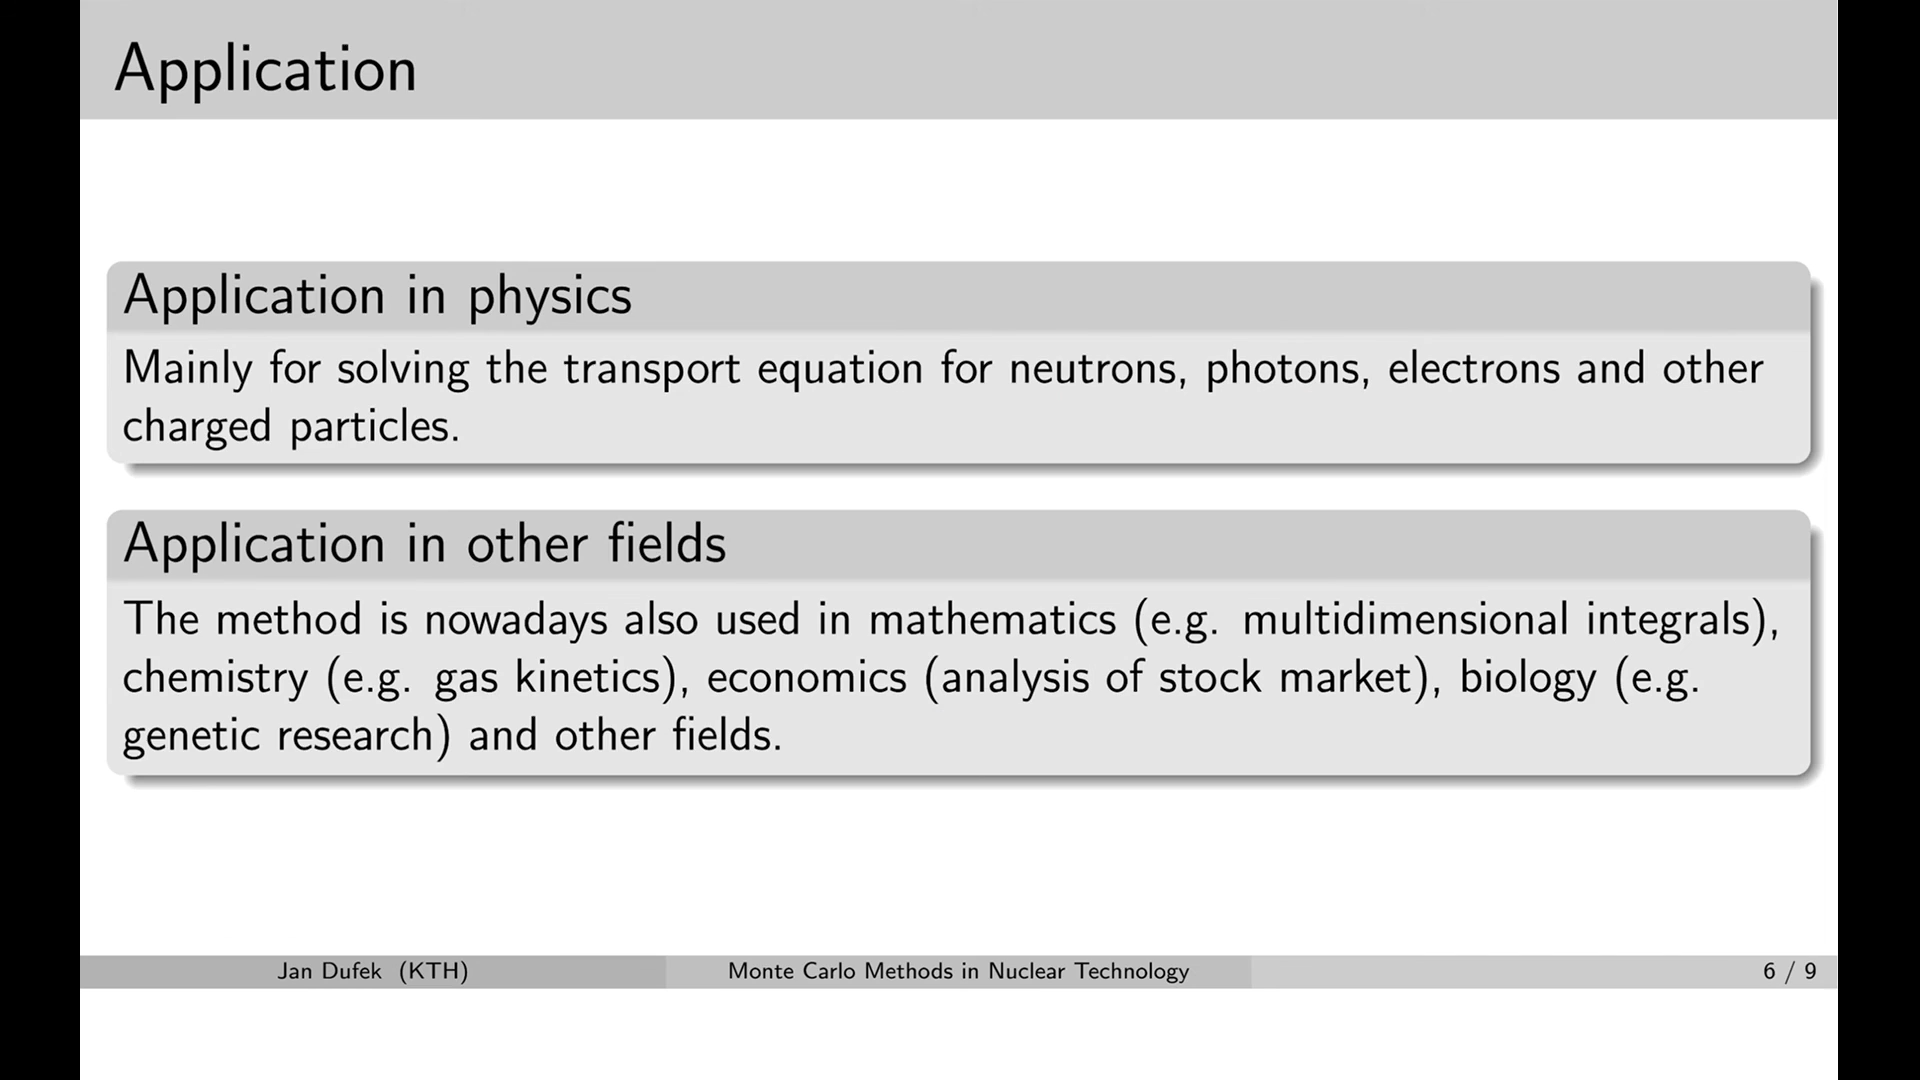 Application
Application in physics
Mainly for solving the transport equation for neutrons, photons, electrons and other
charged particles.
Application in other fields
The method is nowadays also used in mathematics (e.g. multidimensional integrals),
chemistry (e.g. gas kinetics), economics (analysis of stock market), biology (e.g.
genetic research) and other fields.
Jan Dufek (KTH) Monte Carlo Methods in Nuclear Technology 6 / 9